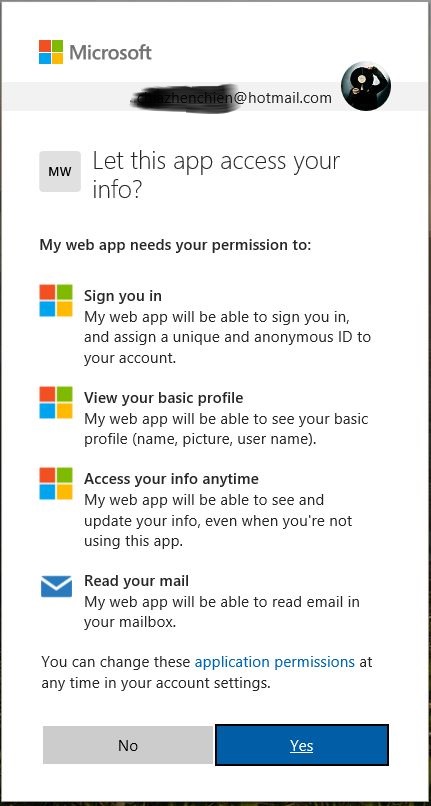 Microsoft
@hotmail.com
MW
Let this app access your
info?
My web app needs your permission to:
Sign you in
My web app will be able to sign you in,
and assign a unique and anonymous ID to
your account.
View your basic profile
My web app will be able to see your basic
profile (name, picture, user name).
Access your info anytime
My web app will be able to see and
update your info, even when you're not
using this app.
Read your mail
My web app will be able to read email in
your mailbox.
You can change these application permissions at
any time in your account settings.
No
Yes